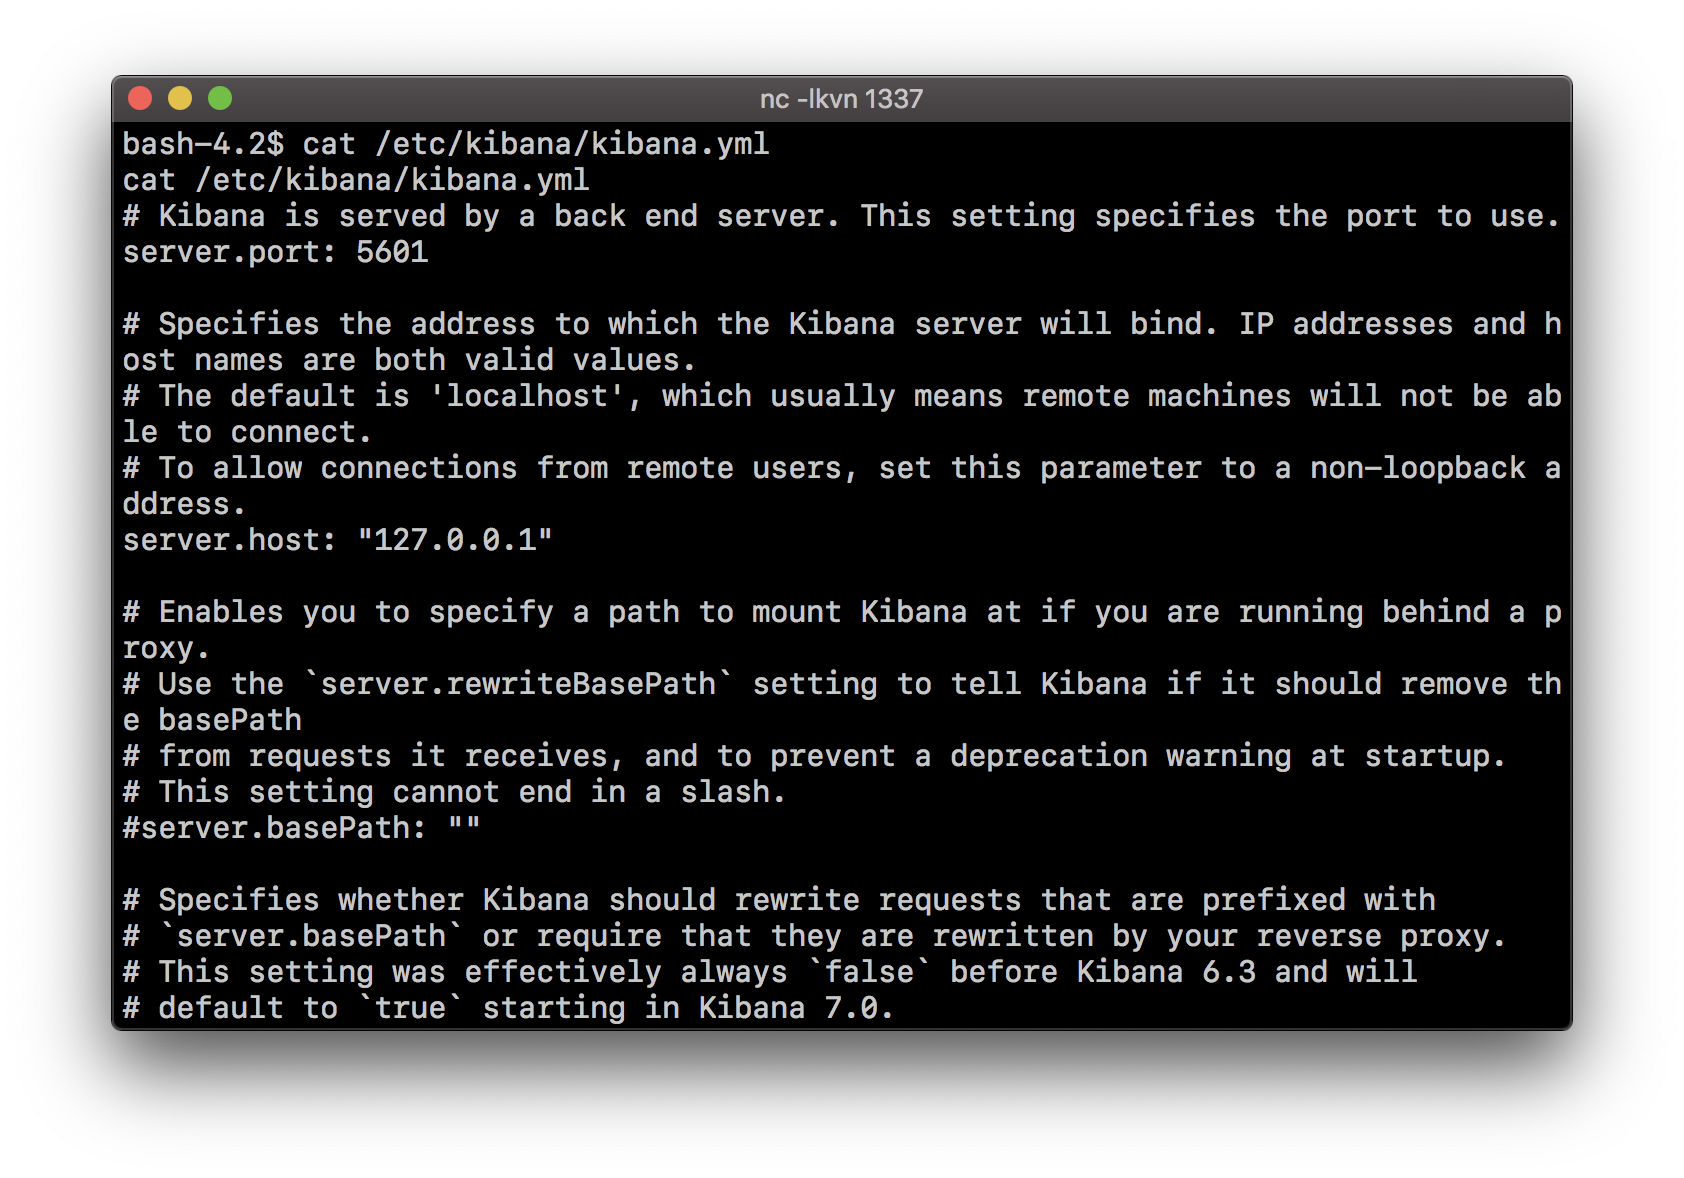 nc -lkvn 1337
bash-4.2$ cat /etc/kibana/kibana.yml
cat /etc/kibana/kibana.yml
# Kibana is served by a back end server. This setting specifies the port to use.
server.port: 5601

# Specifies the address to which the Kibana server will bind. IP addresses and h
ost names are both valid values.
# The default is 'localhost', which usually means remote machines will not be ab
le to connect.
# To allow connections from remote users, set this parameter to a non-loopback a
ddress.
server.host: "127.0.0.1"

# Enables you to specify a path to mount Kibana at if you are running behind a p
roxy.
# Use the `server.rewriteBasePath` setting to tell Kibana if it should remove th
e basePath
# from requests it receives, and to prevent a deprecation warning at startup.
# This setting cannot end in a slash.
#server.basePath: ""

# Specifies whether Kibana should rewrite requests that are prefixed with
# `server.basePath` or require that they are rewritten by your reverse proxy.
# This setting was effectively always `false` before Kibana 6.3 and will
# default to `true` starting in Kibana 7.0.